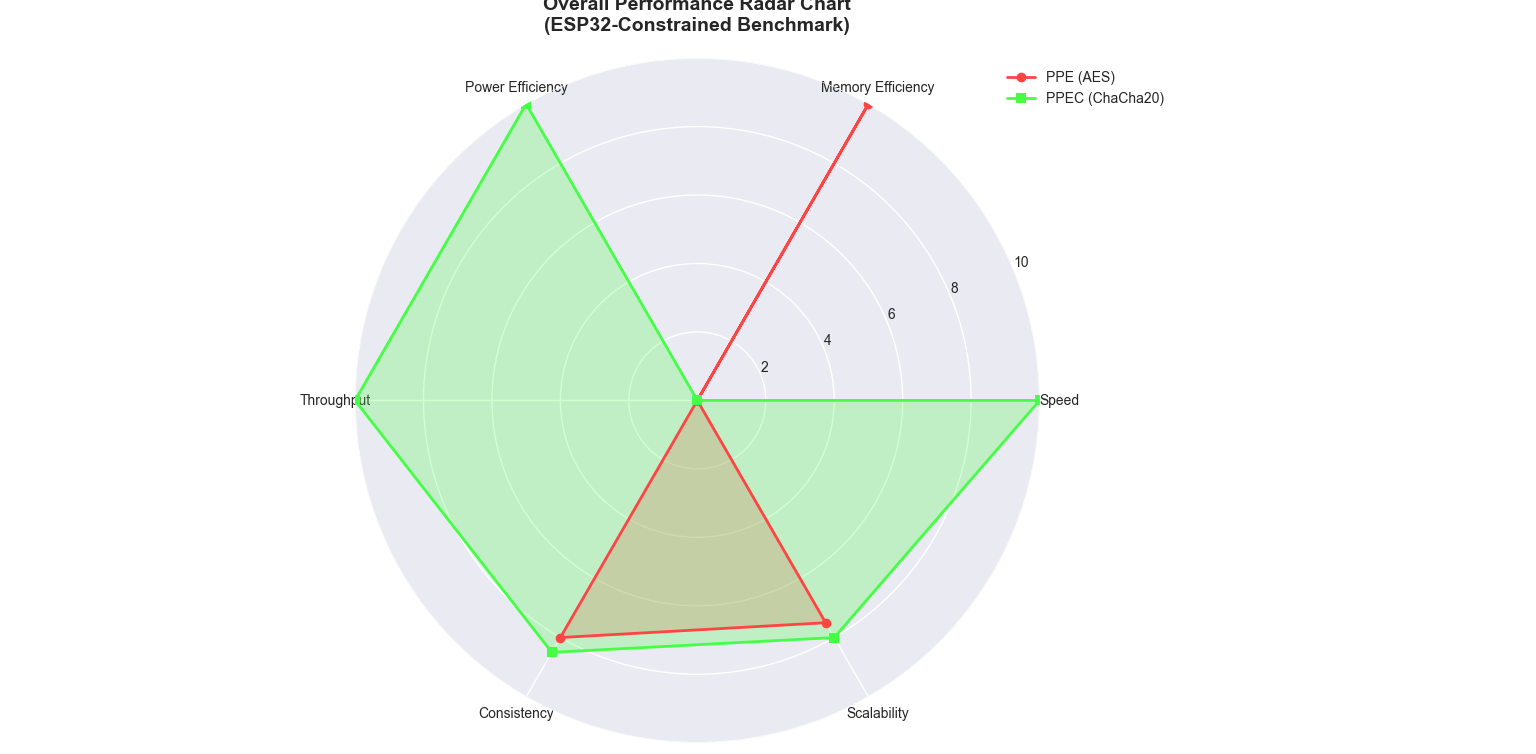 Overall Performance Radar Chart
(ESP32-Constrained Benchmark)
PPE (AES)
PPEC (ChaCha20)
Power Efficiency
Memory Efficiency
10
8
6
4
2
Throughput
Speed
Consistency
Scalability